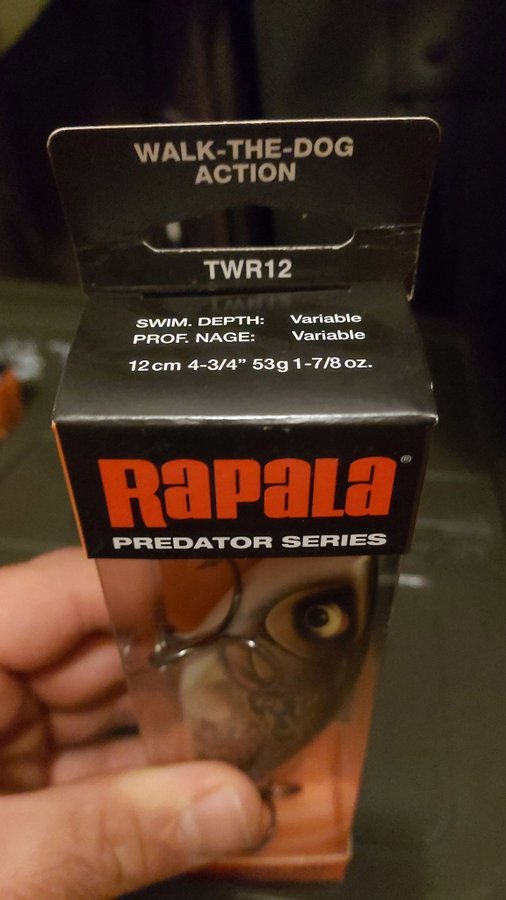 WALK-THE-DOG
ACTION
TWR12
SWIM. DEPTH: Variable
PROF. NAGE: Variable
12cm 4-3/4" 53g 1-7/8 oz.
RAPALA®
PREDATOR SERIES